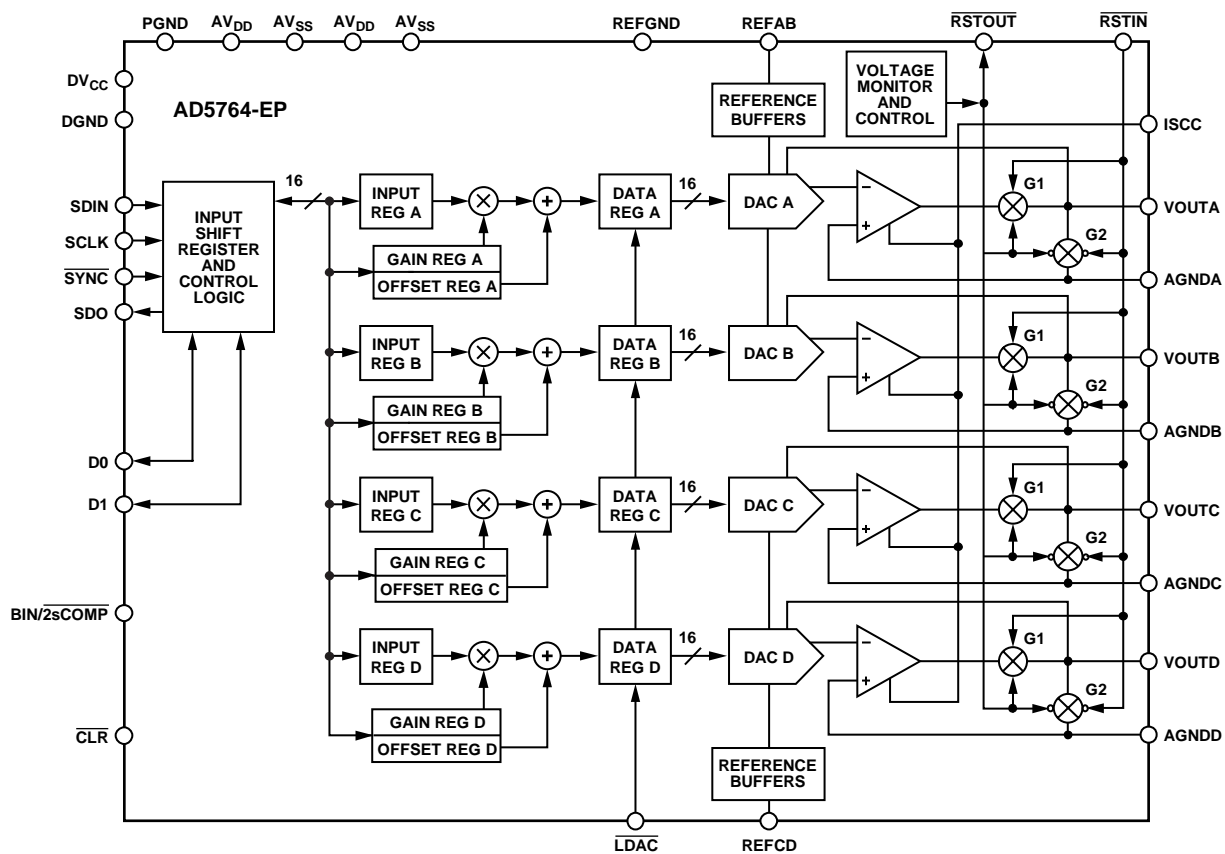 PGND
AVDD
AVSS
AVDD
AVSS
REFGND
REFAB
RSTOUT
RSTIN
DVCC
DGND
AD5764-EP
REFERENCE
BUFFERS
VOLTAGE
MONITOR
AND
CONTROL
ISCC
SDIN
SCLK
SYNC
SDO
INPUT
SHIFT
REGISTER
AND
CONTROL
LOGIC
16
INPUT
REG A
GAIN REG A
OFFSET REG A
DATA
REG A
16
DAC A
G1
G2
VOUTA
AGNDA
INPUT
REG B
GAIN REG B
OFFSET REG B
DATA
REG B
16
DAC B
G1
G2
VOUTB
AGNDB
D0
D1
INPUT
REG C
GAIN REG C
OFFSET REG C
DATA
REG C
16
DAC C
G1
G2
VOUTC
AGNDC
BIN/2sCOMP
INPUT
REG D
GAIN REG D
OFFSET REG D
DATA
REG D
16
DAC D
G1
G2
VOUTD
AGNDD
CLR
REFERENCE
BUFFERS
LDAC
REFCD